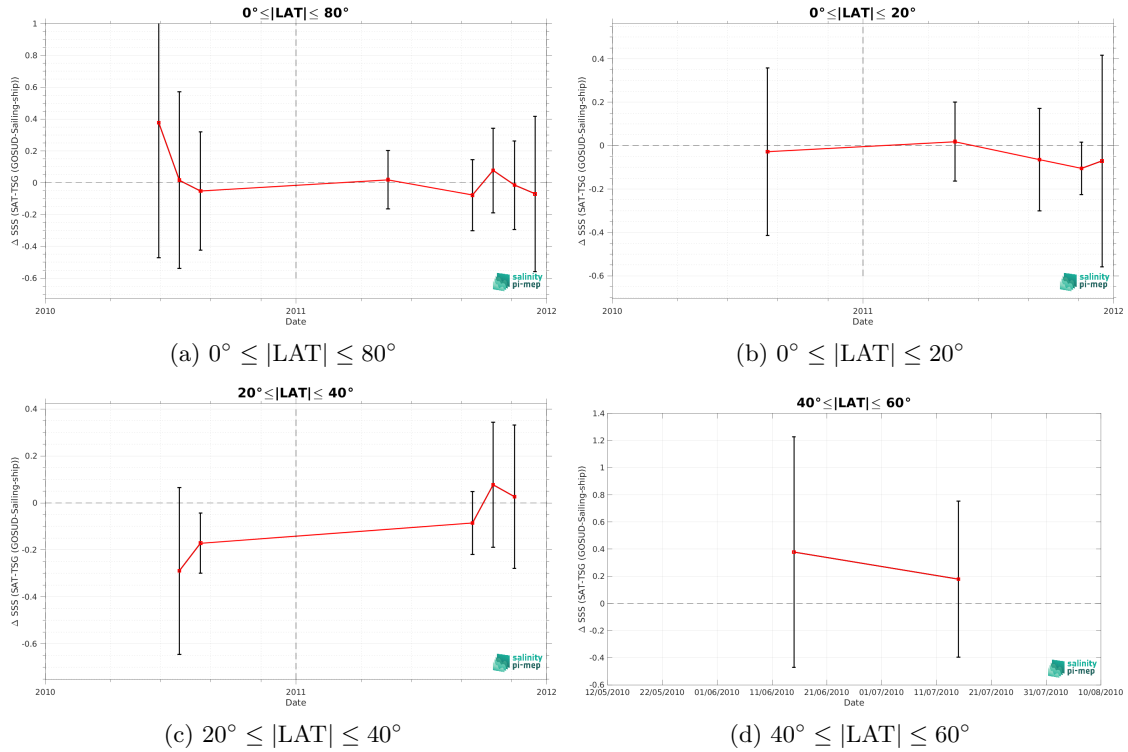 0°≤|LAT|≤ 80°
Δ SSS (SAT-TSG (GOSUD-Sailing-ship))
1
0.8
0.6
0.4
0.2
0
-0.2
-0.4
-0.6
2010
2011
2012
Date
salinity
pi-mep
(a) 0° ≤ |LAT| ≤ 80°
0°≤|LAT|≤ 20°
Δ SSS (SAT-TSG (GOSUD-Sailing-ship))
0.4
0.2
0
-0.2
-0.4
-0.6
2010
2011
2012
Date
salinity
pi-mep
(b) 0° ≤ |LAT| ≤ 20°
20°≤|LAT|≤ 40°
Δ SSS (SAT-TSG (GOSUD-Sailing-ship))
0.4
0.2
0
-0.2
-0.4
-0.6
2010
2011
2012
Date
salinity
pi-mep
(c) 20° ≤ |LAT| ≤ 40°
40°≤|LAT|≤ 60°
Δ SSS (SAT-TSG (GOSUD-Sailing-ship))
1.4
1.2
1
0.8
0.6
0.4
0.2
0
-0.2
-0.4
-0.6
12/05/2010 22/05/2010 01/06/2010 11/06/2010 21/06/2010 01/07/2010 11/07/2010 21/07/2010 31/07/2010 10/08/2010
Date
salinity
pi-mep
(d) 40° ≤ |LAT| ≤ 60°